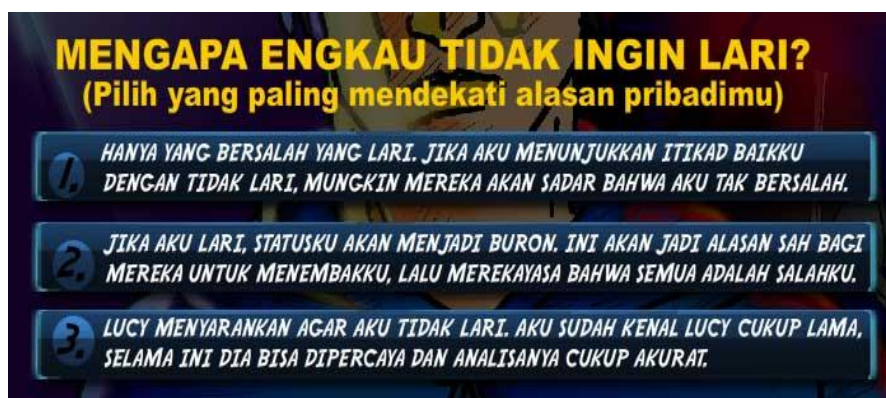 MENGAPA ENGKAU TIDAK INGIN LARI?
(Pilih yang paling mendekati alasan pribadimu)
1. HANYA YANG BERSALAH YANG LARI. JIKA AKU MENUNJUKKAN ITIKAD BAIKKU
DENGAN TIDAK LARI, MUNGKIN MEREKA AKAN SADAR BAHWA AKU TAK BERSALAH.
2. JIKA AKU LARI, STATUSKU AKAN MENJADI BURON. INI AKAN JADI ALASAN SAH BAGI
MEREKA UNTUK MENEMBAKKU, LALU MEREKAYASA BAHWA SEMUA ADALAH SALAHKU.
3. LUCY MENYARANKAN AGAR AKU TIDAK LARI. AKU SUDAH KENAL LUCY CUKUP LAMA,
SELAMA INI DIA BISA DIPERCAYA DAN ANALISANYA CUKUP AKURAT.